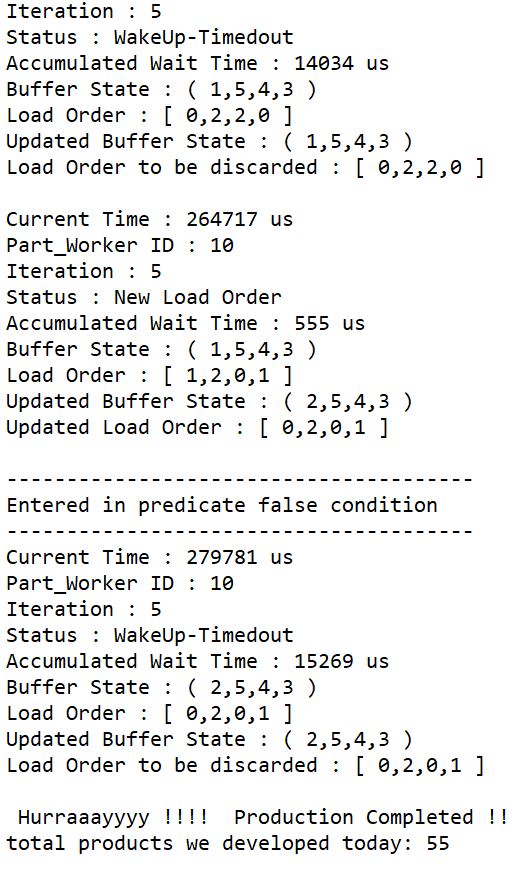 Iteration : 5
Status : WakeUp-Timedout
Accumulated Wait Time : 14034 us
Buffer State : ( 1,5,4,3 )
Load Order : [ 0,2,2,0 ]
Updated Buffer State : ( 1,5,4,3 )
Load Order to be discarded : [ 0,2,2,0 ]
Current Time : 264717 us
Part_Worker ID : 10
Iteration : 5
Status : New Load Order
Accumulated Wait Time : 555 us
Buffer State : ( 1,5,4,3 )
Load Order : [ 1,2,0,1 ]
Updated Buffer State : ( 2,5,4,3 )
Updated Load Order : [ 0,2,0,1 ]
---------------------------------------
Entered in predicate false condition
---------------------------------------
Current Time : 279781 us
Part_Worker ID : 10
Iteration : 5
Status : WakeUp-Timedout
Accumulated Wait Time : 15269 us
Buffer State : ( 2,5,4,3 )
Load Order : [ 0,2,0,1 ]
Updated Buffer State : ( 2,5,4,3 )
Load Order to be discarded : [ 0,2,0,1 ]
Hurraaayyyy !!!!  Production Completed !!
total products we developed today: 55